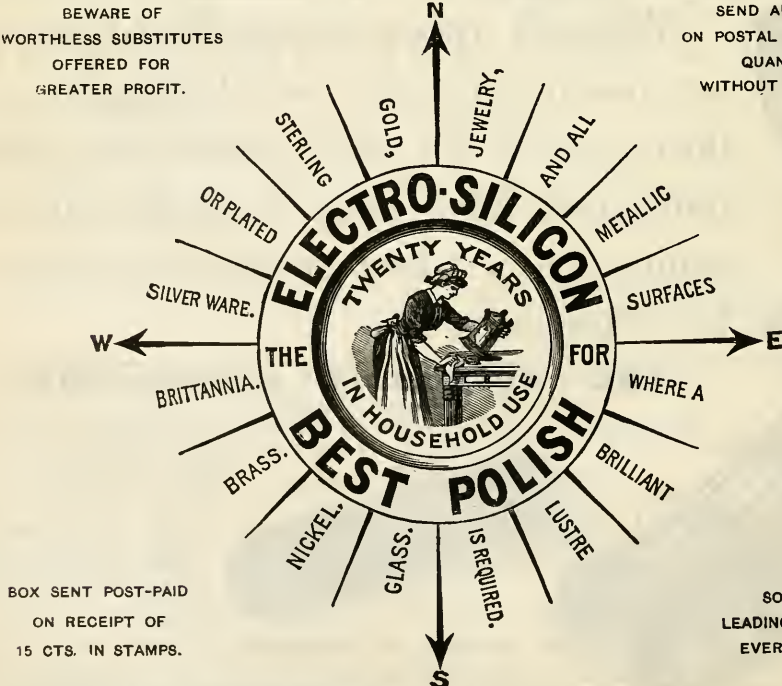 BEWARE OF
WORTHLESS SUBSTITUTES
OFFERED FOR
GREATER PROFIT.
SEND
ON POSTAL
QUAN
WITHOUT
N
ELECTRO-SILICON
THE
BEST POLISH
FOR
TWENTY YEARS
IN HOUSEHOLD USE
GOLD,
JEWELRY,
AND ALL
METALLIC
SURFACES
E
WHERE A
BRILLIANT
LUSTRE
IS REQUIRED.
S
GLASS.
NICKEL.
BRASS.
BRITTANNIA.
W
STERLING
OR PLATED
SILVER WARE.
BOX SENT POST-PAID
ON RECEIPT OF
15 CTS. IN STAMPS.
SO
LEADING
EVER